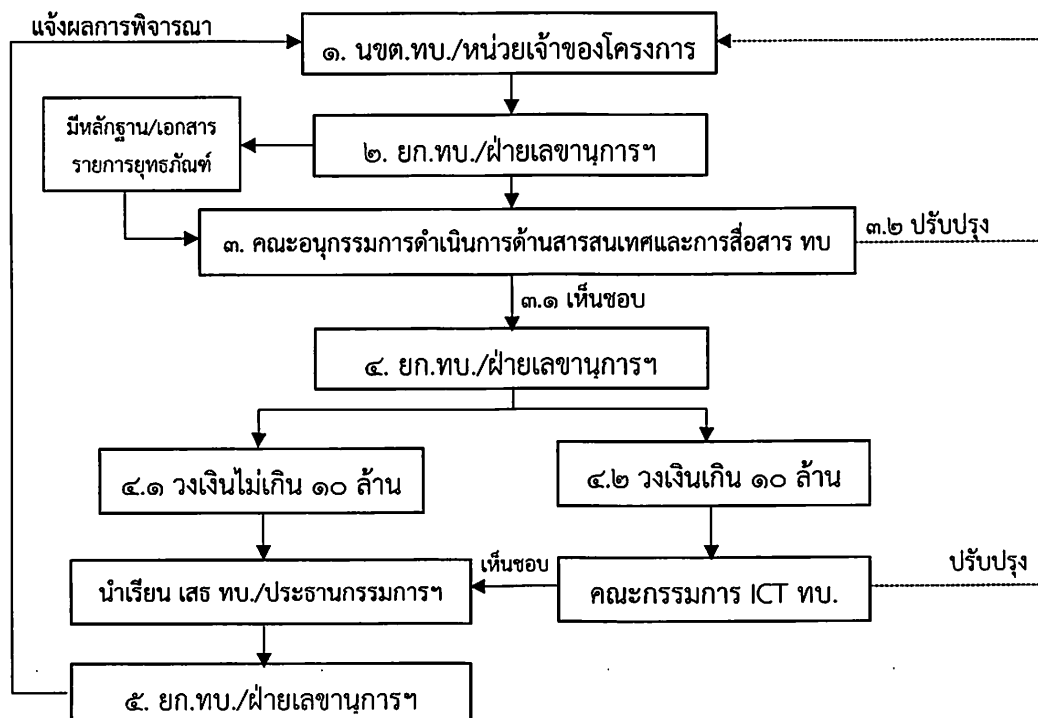 แจ้งผลการพิจารณา
๑. นขต.ทบ./หน่วยเจ้าของโครงการ
มีหลักฐาน/เอกสาร
รายการยุทธภัณฑ์
๒. ยก.ทบ./ฝ่ายเลขานุการฯ
๓. คณะอนุกรรมการดำเนินการด้านสารสนเทศและการสื่อสาร ทบ
๓.๒ ปรับปรุง
๓.๑ เห็นชอบ
๔. ยก.ทบ./ฝ่ายเลขานุการฯ
๔.๑ วงเงินไม่เกิน ๑๐ ล้าน
๔.๒ วงเงินเกิน ๑๐ ล้าน
นำเรียน เสธ ทบ./ประธานกรรมการฯ
เห็นชอบ
คณะกรรมการ ICT ทบ.
ปรับปรุง
๕. ยก.ทบ./ฝ่ายเลขานุการฯ